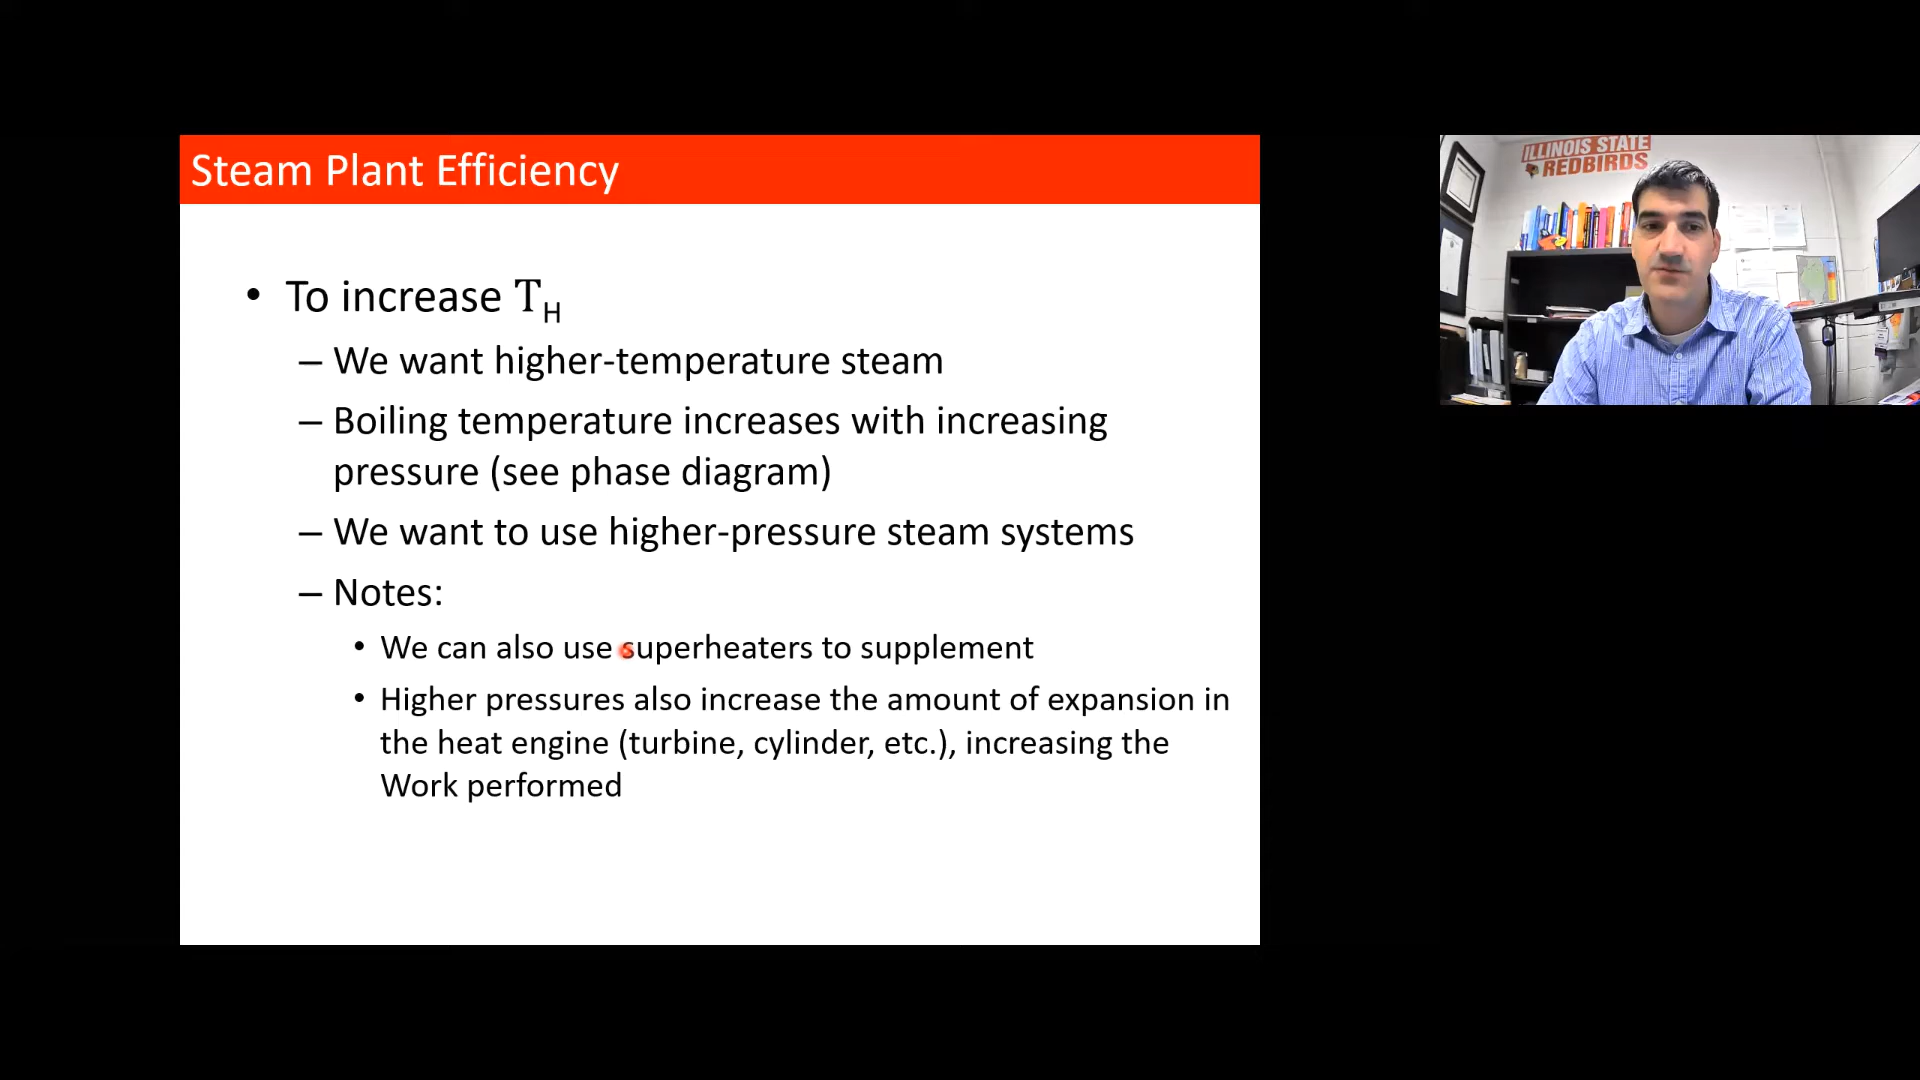 Steam Plant Efficiency
• To increase T_H
– We want higher-temperature steam
– Boiling temperature increases with increasing
pressure (see phase diagram)
– We want to use higher-pressure steam systems
– Notes:
• We can also use superheaters to supplement
• Higher pressures also increase the amount of expansion in
the heat engine (turbine, cylinder, etc.), increasing the
Work performed
ILLINOIS STATE
REDBIRDS